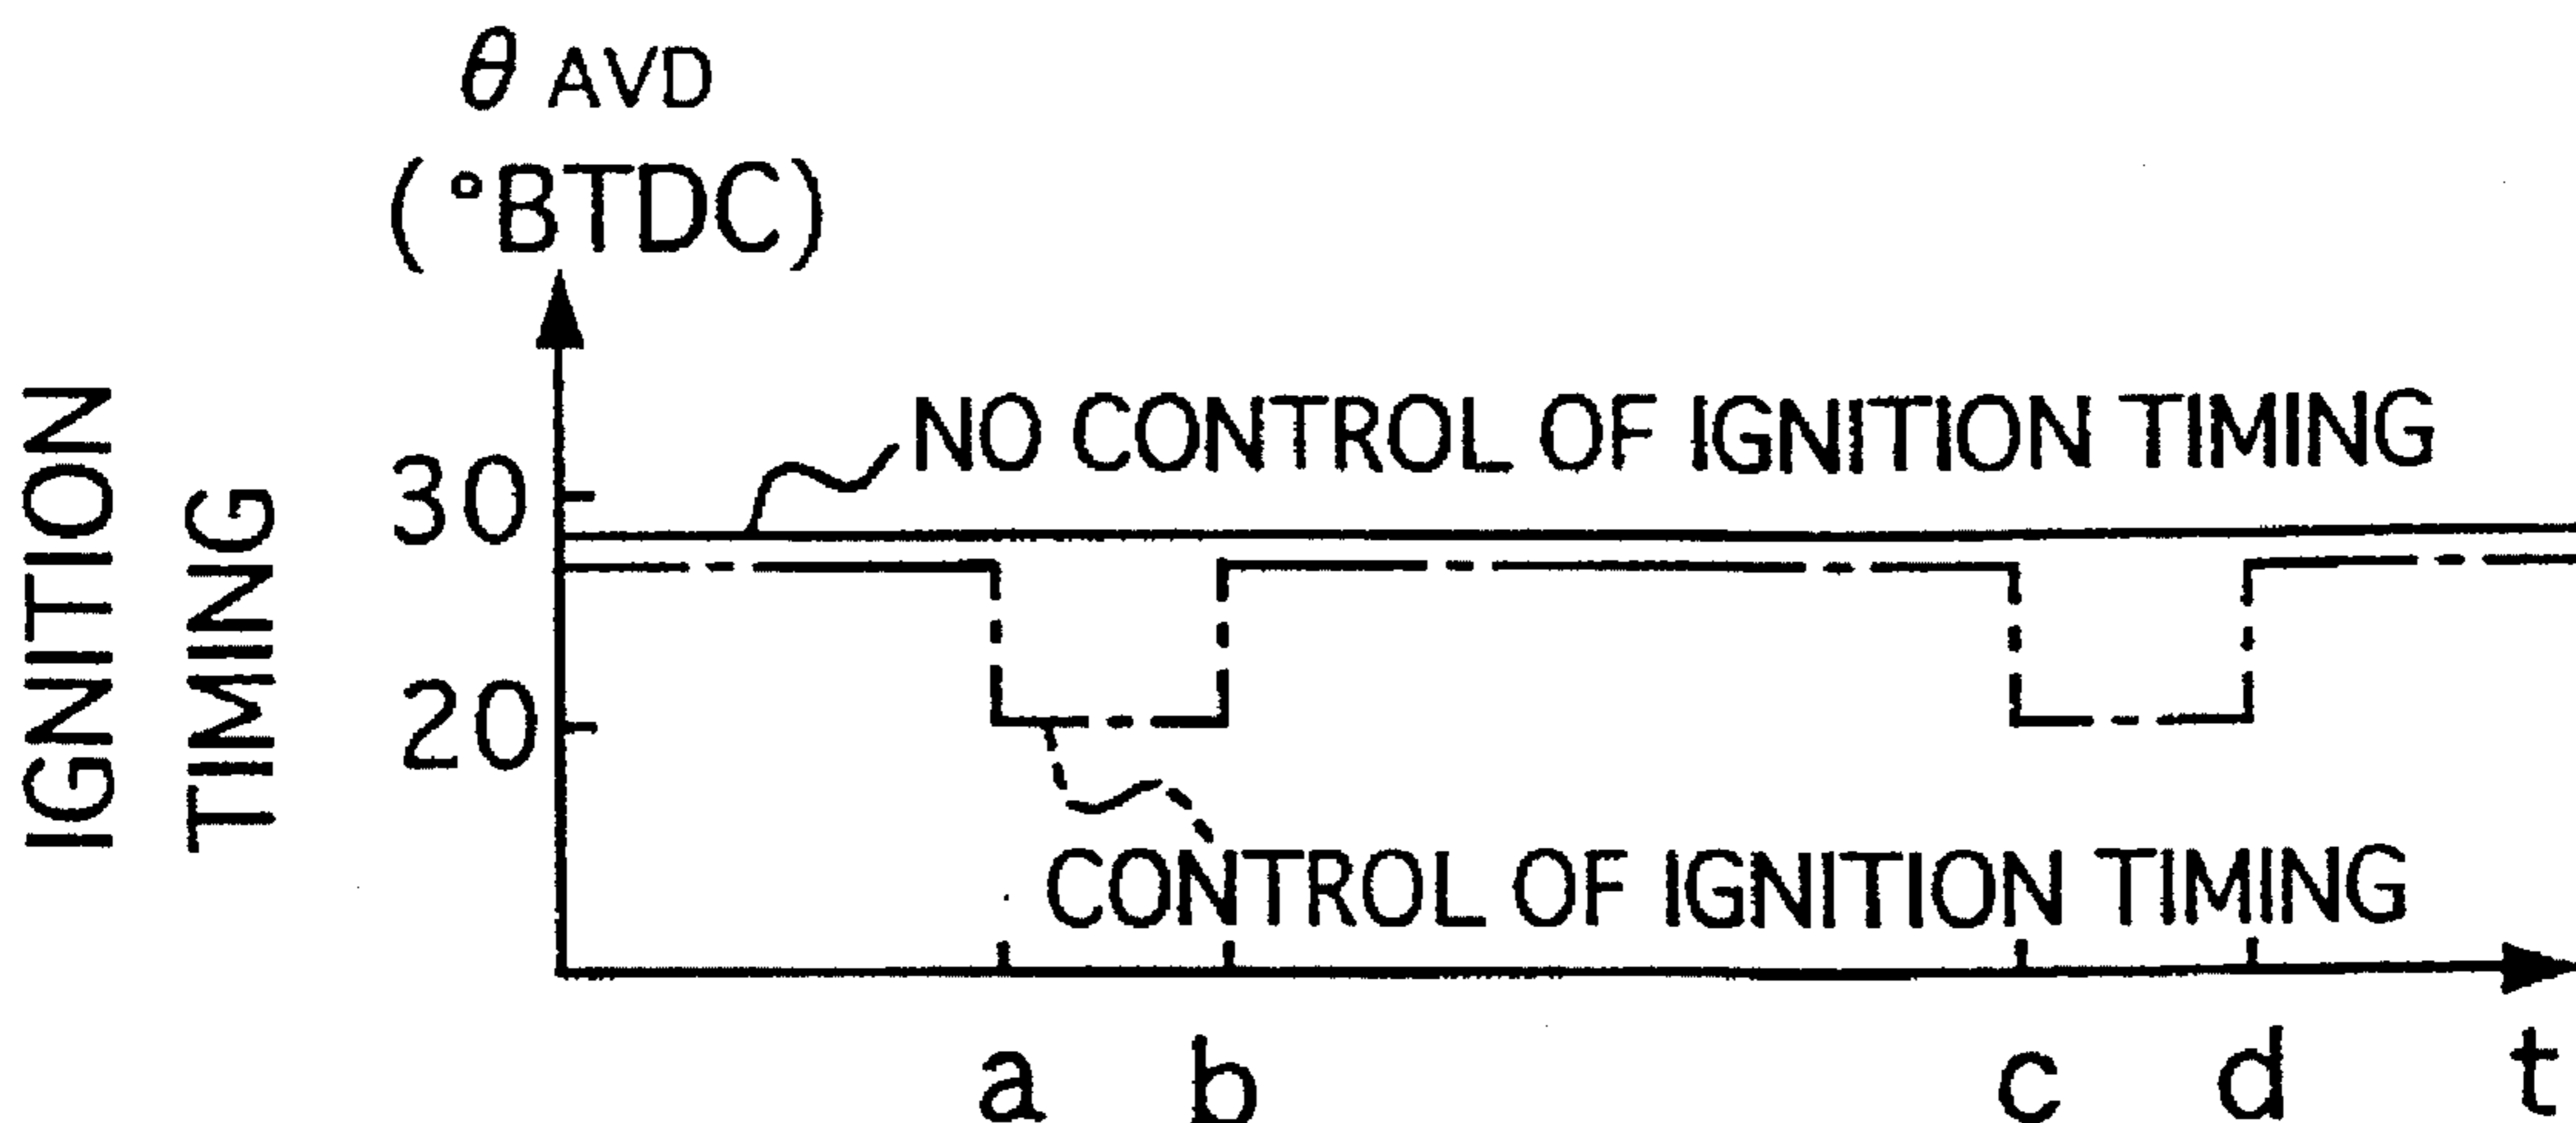 θ AVD
(°BTDC)
IGNITION
TIMING
30
NO CONTROL OF IGNITION TIMING
20
CONTROL OF IGNITION TIMING
a b c d t